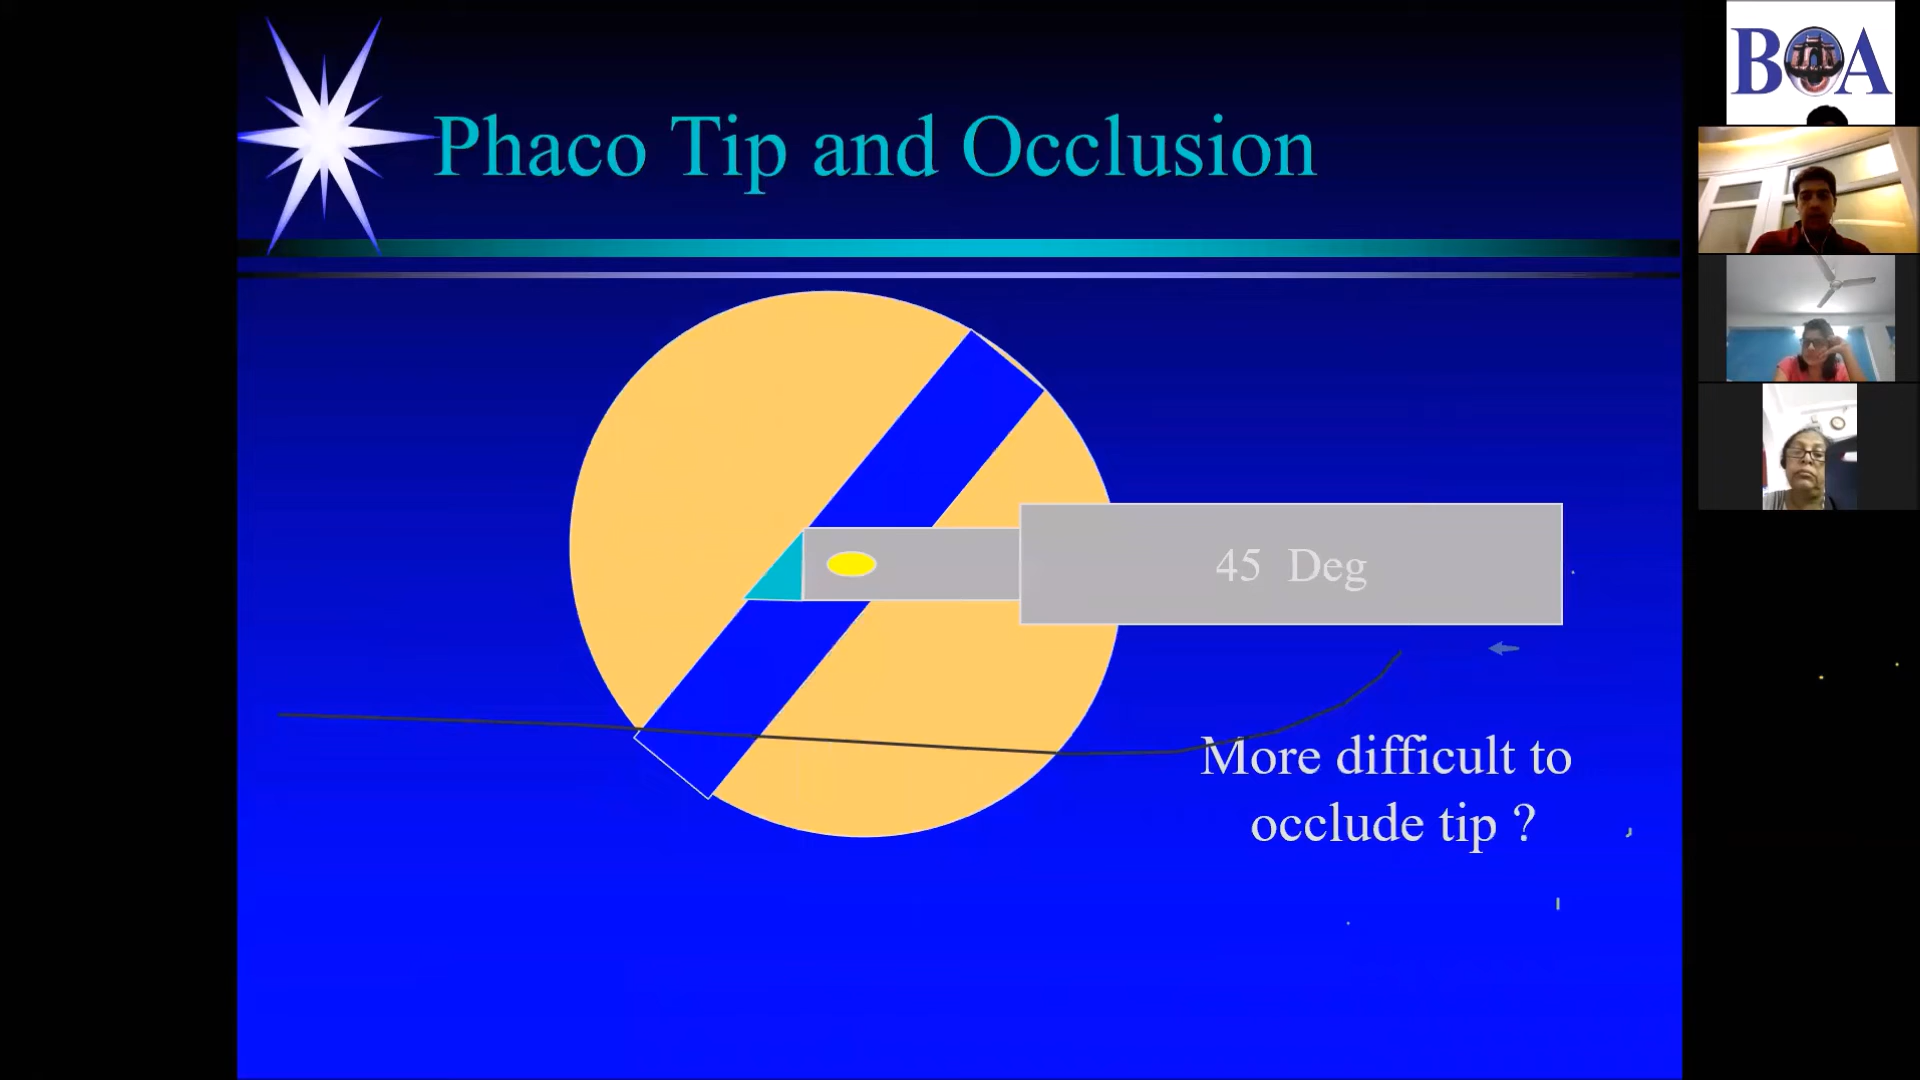 Phaco Tip and Occlusion
BOA
45 Deg
More difficult to
occlude tip ?